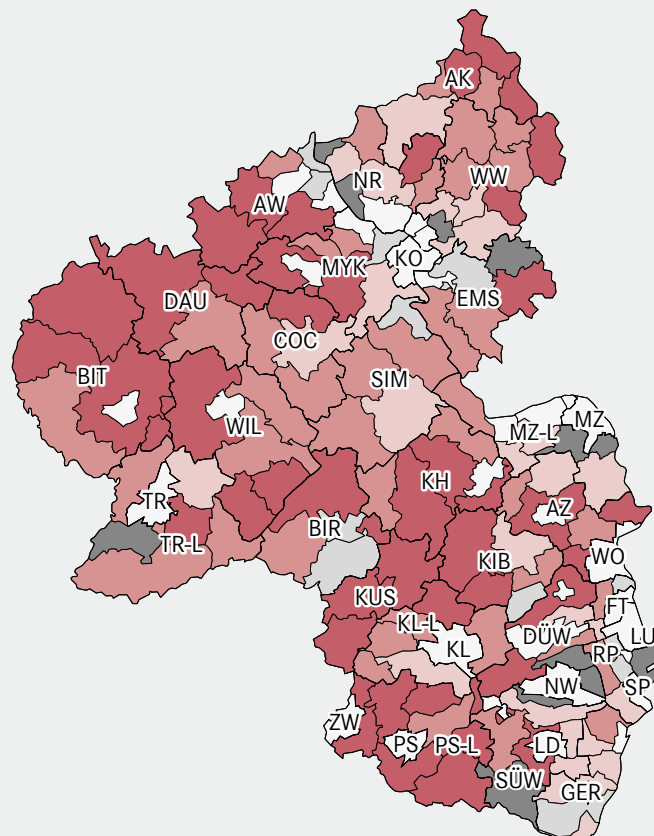 AK
WW
NR
AW
KO
MYK
DAU
EMS
COC
BIT
SIM
WIL
MZ-L
MZ
KH
TR
AZ
BIR
TR-L
WO
KIB
KUS
FT
KL-L
DÜW
LU
KL
RP
NW
SP
ZW
PS
PS-L
LD
SÜW
GER